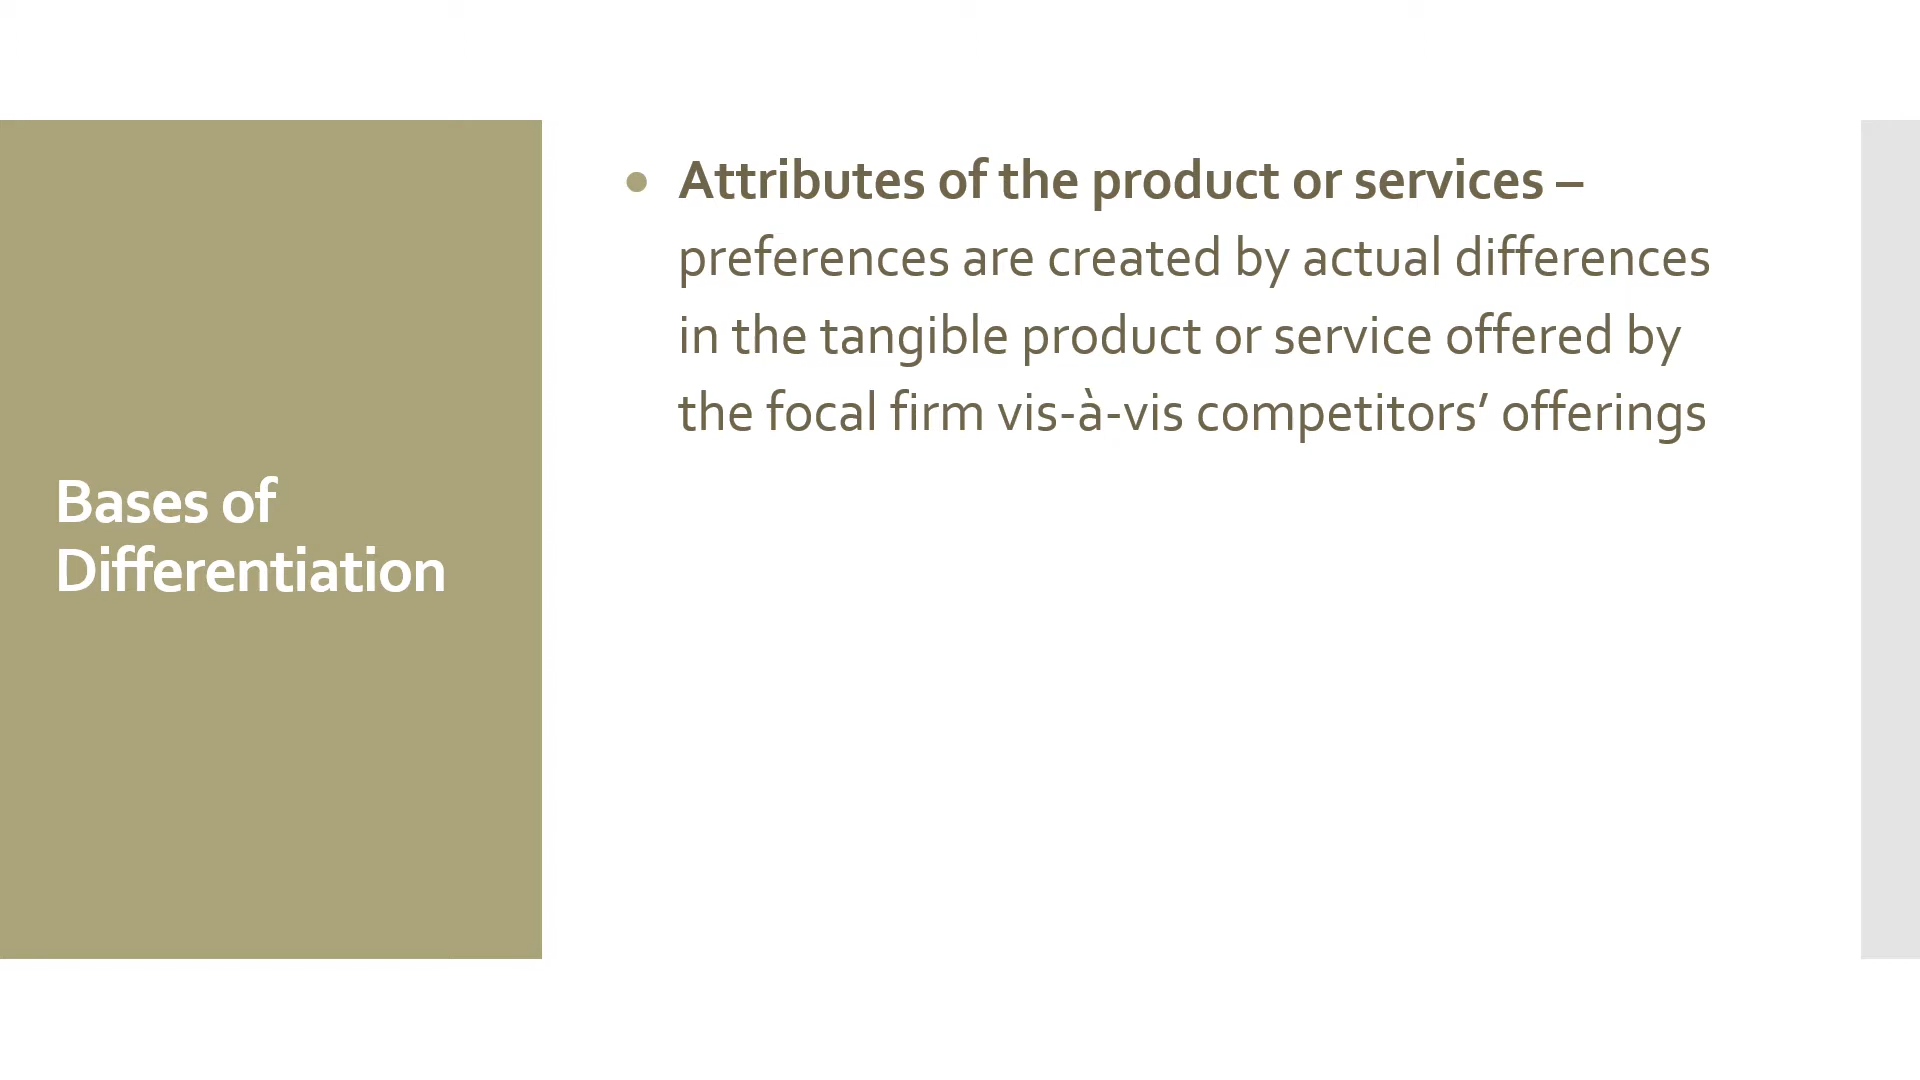 Bases of
Differentiation
• Attributes of the product or services –
preferences are created by actual differences
in the tangible product or service offered by
the focal firm vis-à-vis competitors’ offerings